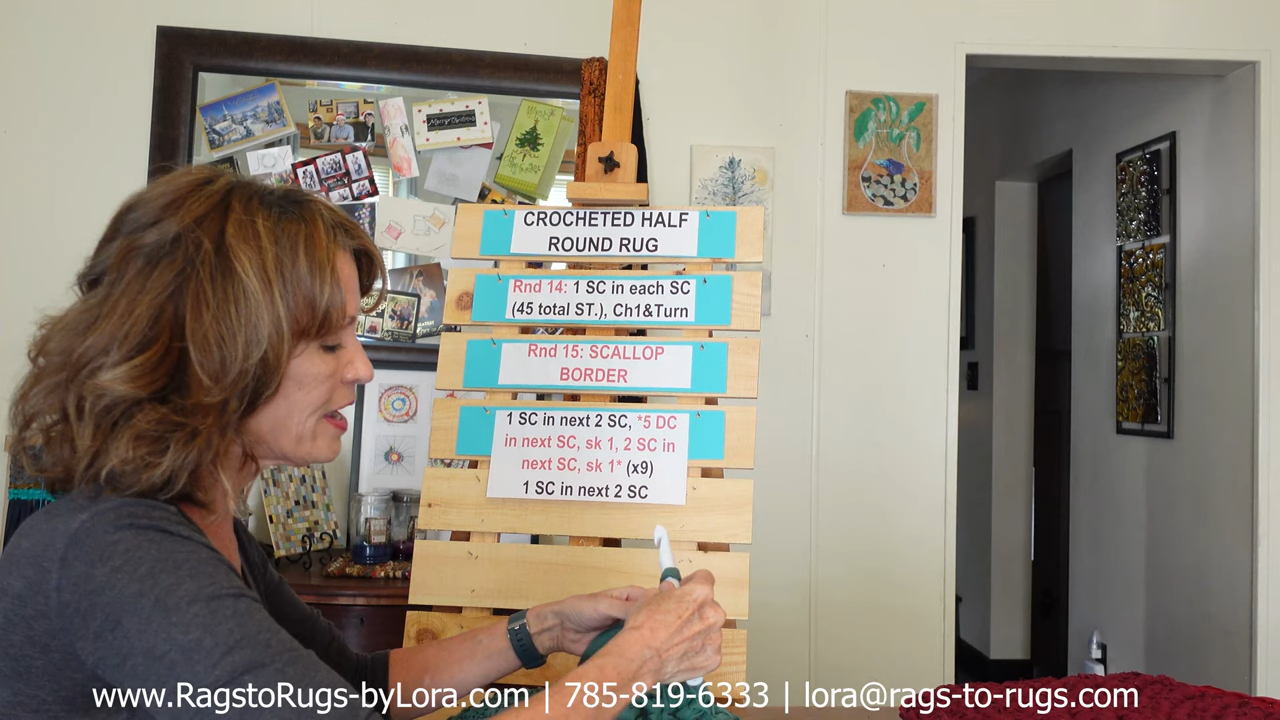 Merry Christmas
CROCHETED HALF
ROUND RUG
Rnd 14: 1 SC in each SC
(45 total ST.), Ch1&Turn
Rnd 15: SCALLOP
BORDER
1 SC in next 2 SC, *5 DC
in next SC, sk 1, 2 SC in
next SC, sk 1* (x9)
1 SC in next 2 SC
www.RagstoRugs-byLora.com | 785-819-6333 | lora@rags-to-rugs.com